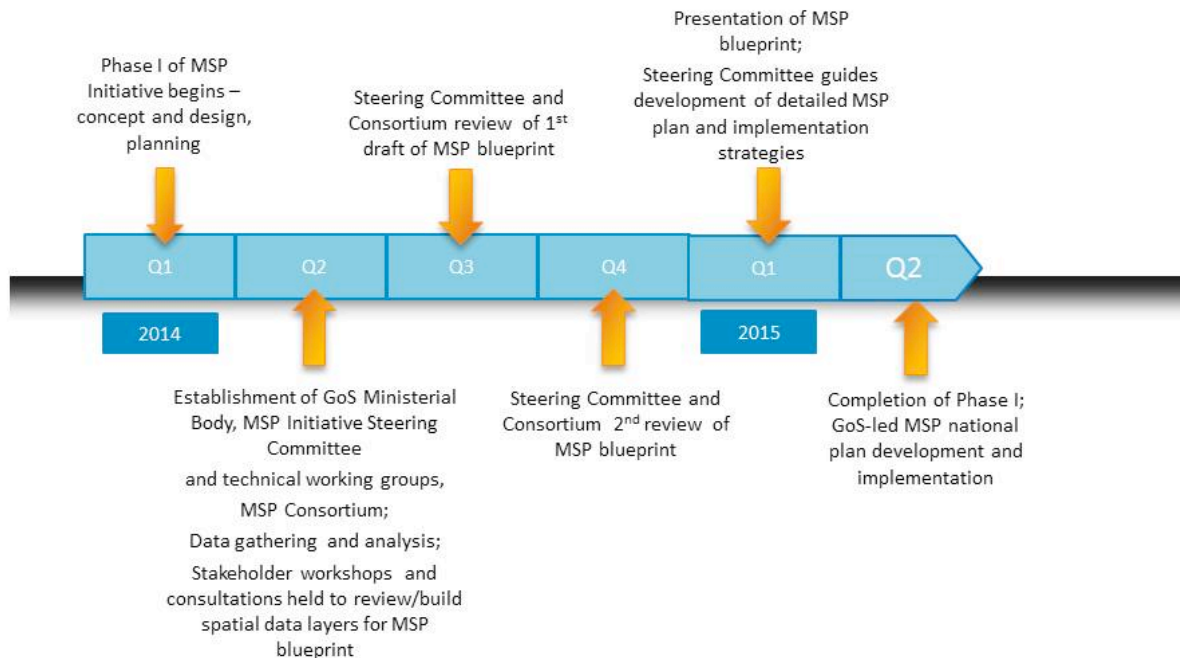 Phase I of MSP
Initiative begins –
concept and design,
planning
Steering Committee and
Consortium review of 1st
draft of MSP blueprint
Presentation of MSP
blueprint;
Steering Committee guides
development of detailed MSP
plan and implementation
strategies
Q1
Q2
Q3
Q4
Q1
Q2
2014
2015
Establishment of GoS Ministerial
Body, MSP Initiative Steering
Committee
and technical working groups,
MSP Consortium;
Data gathering and analysis;
Stakeholder workshops and
consultations held to review/build
spatial data layers for MSP
blueprint
Steering Committee and
Consortium 2nd review of
MSP blueprint
Completion of Phase I;
GoS-led MSP national
plan development and
implementation